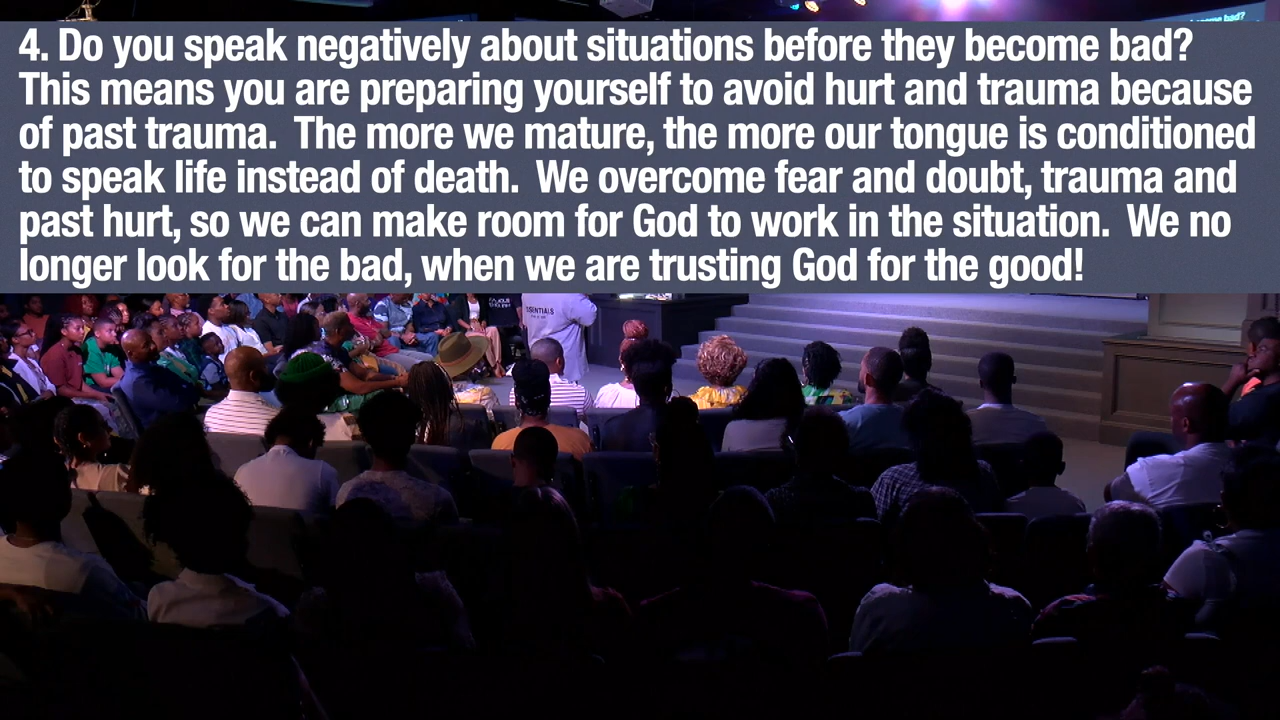 4. Do you speak negatively about situations before they become bad?
This means you are preparing yourself to avoid hurt and trauma because
of past trauma.  The more we mature, the more our tongue is conditioned
to speak life instead of death.  We overcome fear and doubt, trauma and
past hurt, so we can make room for God to work in the situation.  We no
longer look for the bad, when we are trusting God for the good!